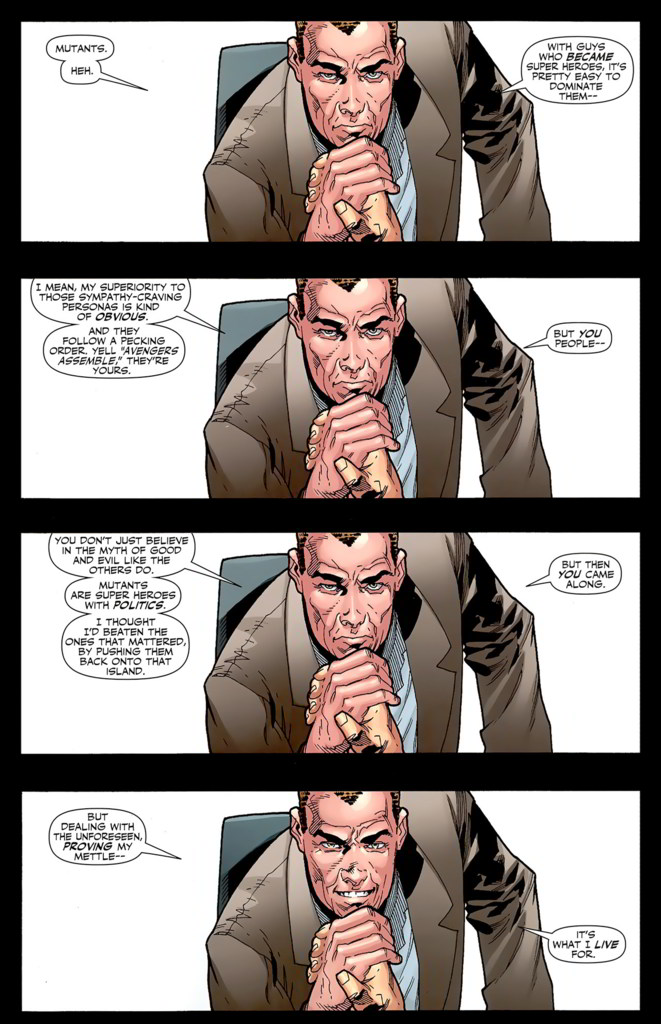 MUTANTS.
HEH.
WITH GUYS
WHO BECAME
SUPER HEROES, IT'S
PRETTY EASY TO
DOMINATE
THEM--
I MEAN, MY SUPERIORITY TO
THOSE SYMPATHY-CRAVING
PERSONAS IS KIND
OF OBVIOUS.
AND THEY
FOLLOW A PECKING
ORDER. YELL "AVENGERS
ASSEMBLE," THEY'RE
YOURS.
BUT YOU
PEOPLE--
YOU DON'T JUST BELIEVE
IN THE MYTH OF GOOD
AND EVIL LIKE THE
OTHERS DO.
MUTANTS
ARE SUPER HEROES
WITH POLITICS.
I THOUGHT
I'D BEATEN THE
ONES THAT MATTERED,
BY PUSHING THEM
BACK ONTO THAT
ISLAND.
BUT THEN
YOU CAME
ALONG.
BUT
DEALING WITH
THE UNFORESEEN,
PROVING MY
METTLE--
IT'S
WHAT I LIVE
FOR.